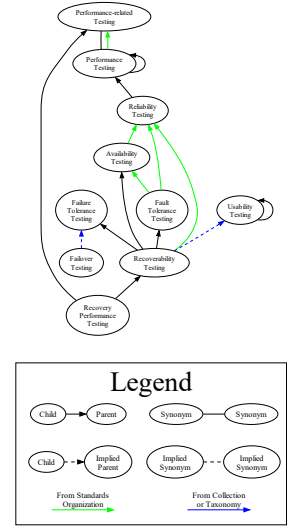 Performance-related
Testing
Performance
Testing
Reliability
Testing
Availability
Testing
Failure
Tolerance
Testing
Fault
Tolerance
Testing
Usability
Testing
Failover
Testing
Recoverability
Testing
Recovery
Performance
Testing
Legend
Child
Parent
Synonym
Synonym
Child
Implied
Parent
Implied
Synonym
Implied
Synonym
From Standards
Organization
From Collection
or Taxonomy